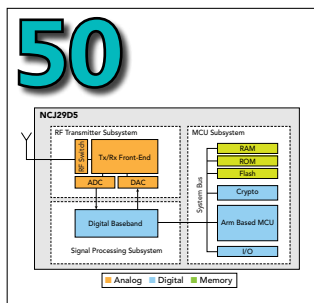 50
NCJ29D5
RF Transmitter Subsystem
MCU Subsystem
RF Switch
Tx/Rx Front-End
ADC
DAC
Digital Baseband
Signal Processing Subsystem
System Bus
RAM
ROM
Flash
Crypto
Arm Based MCU
I/O
Analog
Digital
Memory